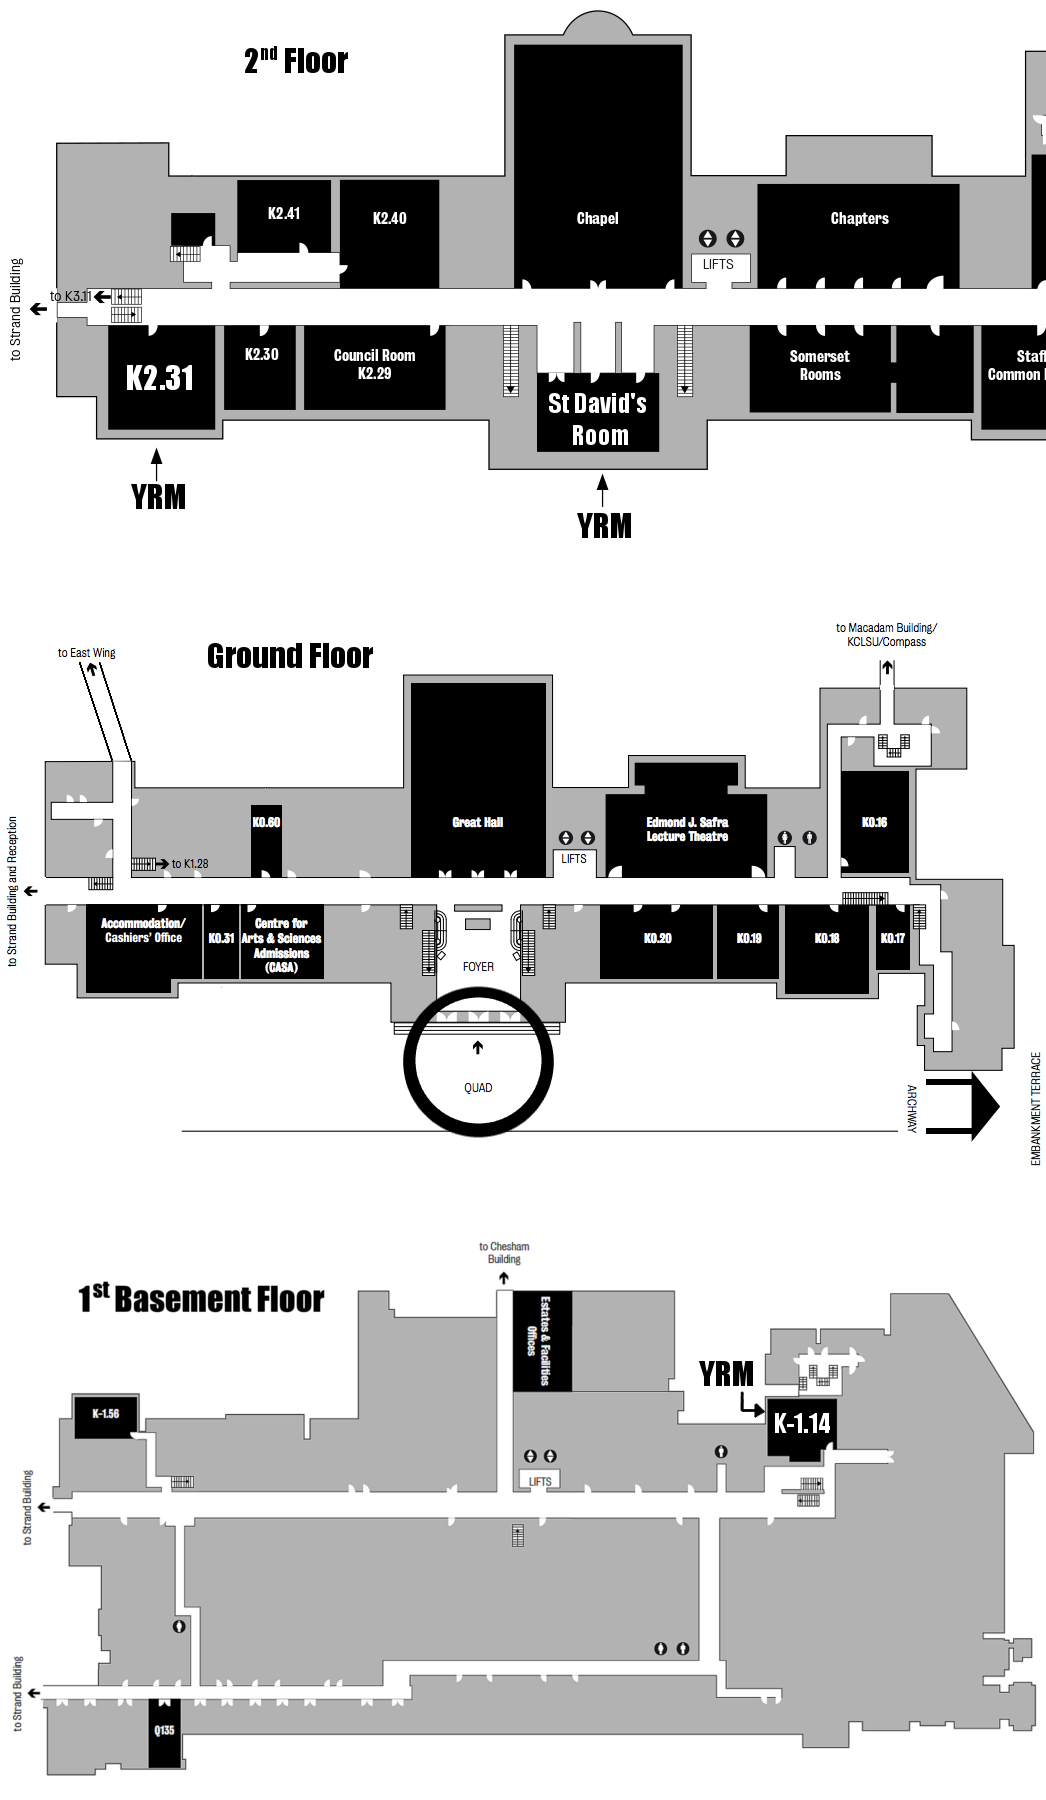 2nd Floor
K2.41
K2.40
Chapel
Chapters
LIFTS
to K3.11
to Strand Building
K2.31
K2.30
Council Room
K2.29
St David's
Room
Somerset
Rooms
Staff
Common
YRM
YRM
to Macadam Building/
KCLSU/Compass
to East Wing
Ground Floor
K0.60
Great Hall
Edmond J. Safra
Lecture Theatre
K0.16
LIFTS
to K1.28
to Strand Building and Reception
Accommodation/
Cashiers' Office
K0.31
Centre for
Arts & Sciences
Admissions
(CASA)
FOYER
K0.20
K0.19
K0.18
K0.17
QUAD
ARCHWAY
EMBANKMENT TERRACE
to Chesham
Building
1st Basement Floor
Estates & Facilities
Offices
YRM
K-1.56
K-1.14
LIFTS
to Strand Building
to Strand Building
Q135